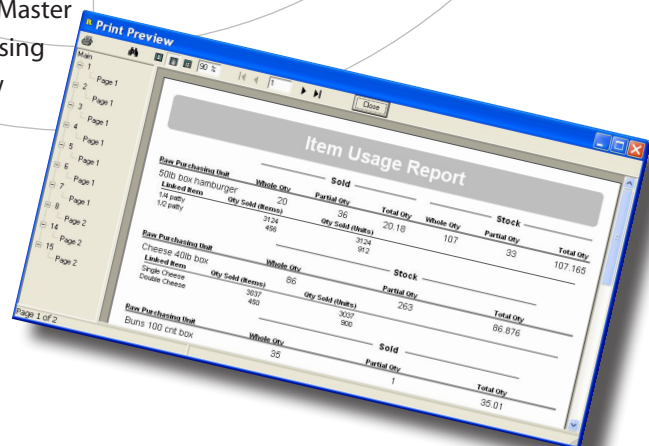 Master
sing
y
Print Preview
90 %
1
Close
Main
1
Page 1
2
Page 1
3
Page 1
4
Page 1
5
Page 1
6
Page 1
7
Page 1
8
Page 2
14
Page 2
15
Page 2
Item Usage Report
Sold Stock
Raw Purchasing Unit Whole Qty Partial Qty Total Qty Whole Qty Partial Qty Total Qty
50lb box hamburger 20 36 20.18 107 33 107.165
Linked Item Qty Sold (Items) Qty Sold (Units)
1/4 patty 3124 3124
1/2 patty 456 912
Stock
Raw Purchasing Unit Whole Qty Partial Qty Total Qty
Cheese 40lb box 86 263 86.876
Linked Item Qty Sold (Items) Qty Sold (Units)
Single Cheese 3037 3037
Double Cheese 450 900
Sold
Raw Purchasing Unit Whole Qty Partial Qty Total Qty
Buns 100 cnt box 35 1 35.01
Page 1 of 2